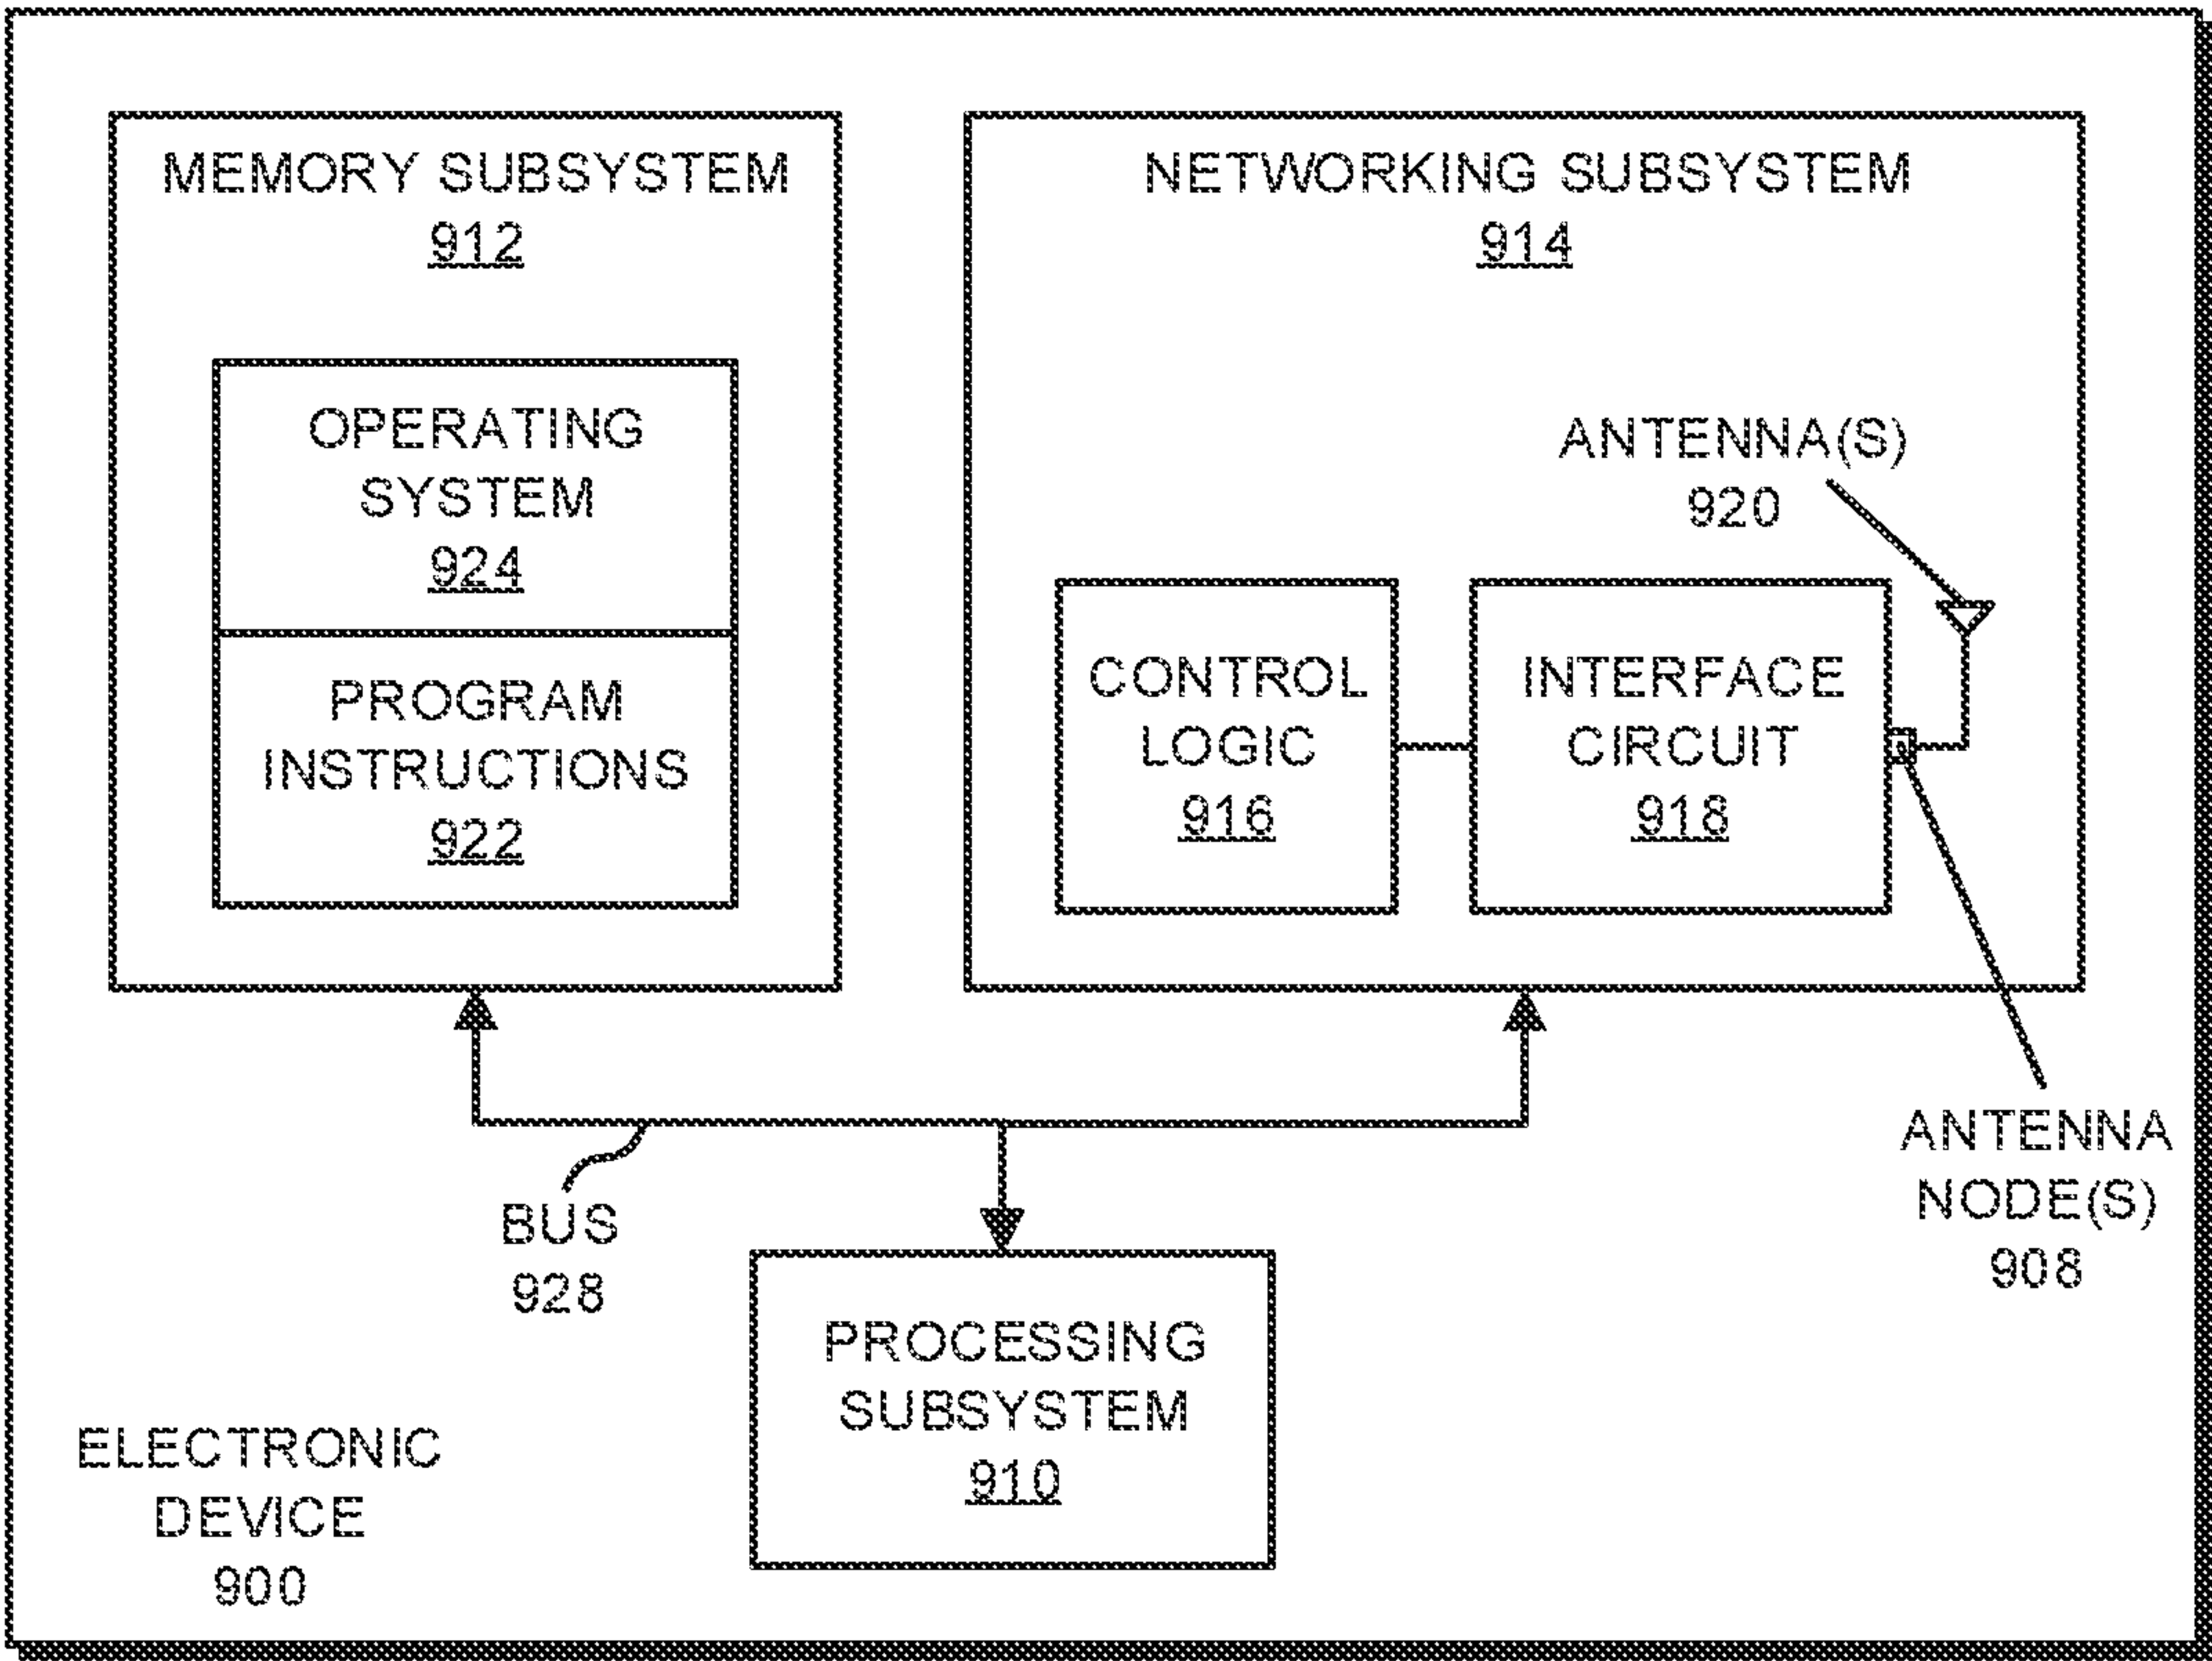 MEMORY SUBSYSTEM
912
OPERATING
SYSTEM
924
PROGRAM
INSTRUCTIONS
922
NETWORKING SUBSYSTEM
914
ANTENNA(S)
920
CONTROL
LOGIC
916
INTERFACE
CIRCUIT
918
ANTENNA
NODE(S)
908
BUS
928
PROCESSING
SUBSYSTEM
910
ELECTRONIC
DEVICE
900